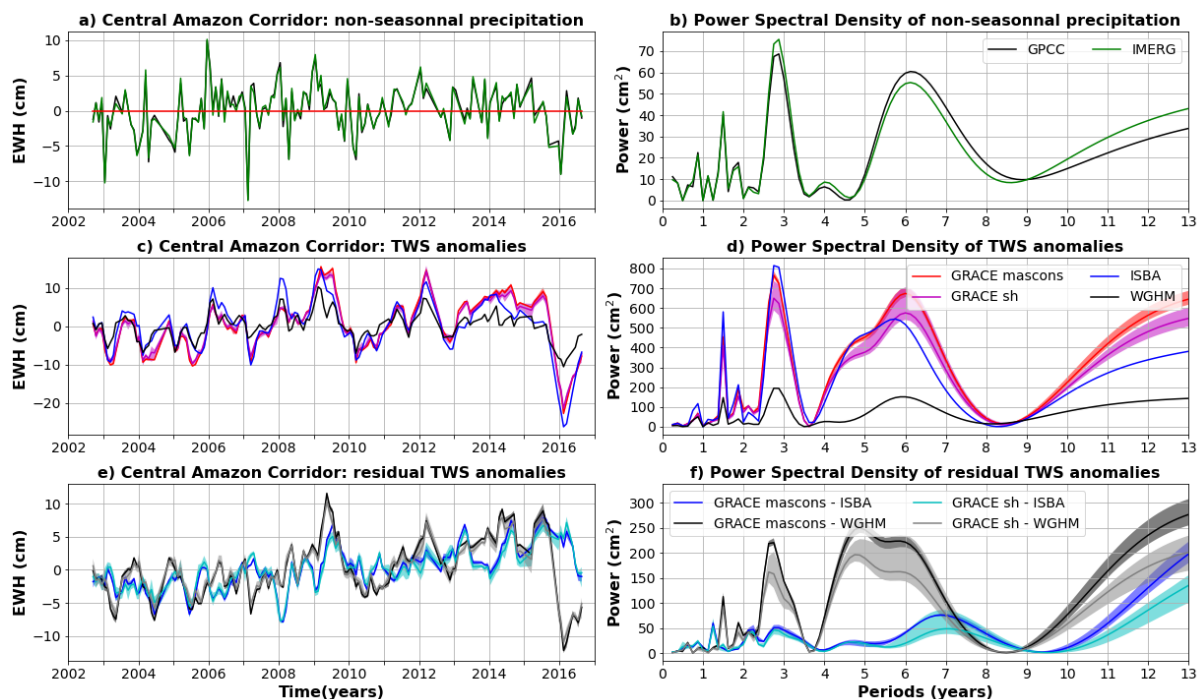 a) Central Amazon Corridor: non-seasonnal precipitation
EWH (cm)
10
5
0
−5
−10
2002 2004 2006 2008 2010 2012 2014 2016
b) Power Spectral Density of non-seasonnal precipitation
GPCC IMERG
Power (cm²)
70
60
50
40
30
20
10
0
0 1 2 3 4 5 6 7 8 9 10 11 12 13
c) Central Amazon Corridor: TWS anomalies
EWH (cm)
10
0
−10
−20
2002 2004 2006 2008 2010 2012 2014 2016
d) Power Spectral Density of TWS anomalies
GRACE mascons ISBA
GRACE sh WGHM
Power (cm²)
800
700
600
500
400
300
200
100
0
0 1 2 3 4 5 6 7 8 9 10 11 12 13
e) Central Amazon Corridor: residual TWS anomalies
EWH (cm)
10
5
0
−5
−10
2002 2004 2006 2008 2010 2012 2014 2016
Time(years)
f) Power Spectral Density of residual TWS anomalies
GRACE mascons - ISBA GRACE sh - ISBA
GRACE mascons - WGHM GRACE sh - WGHM
Power (cm²)
300
250
200
150
100
50
0
0 1 2 3 4 5 6 7 8 9 10 11 12 13
Periods (years)